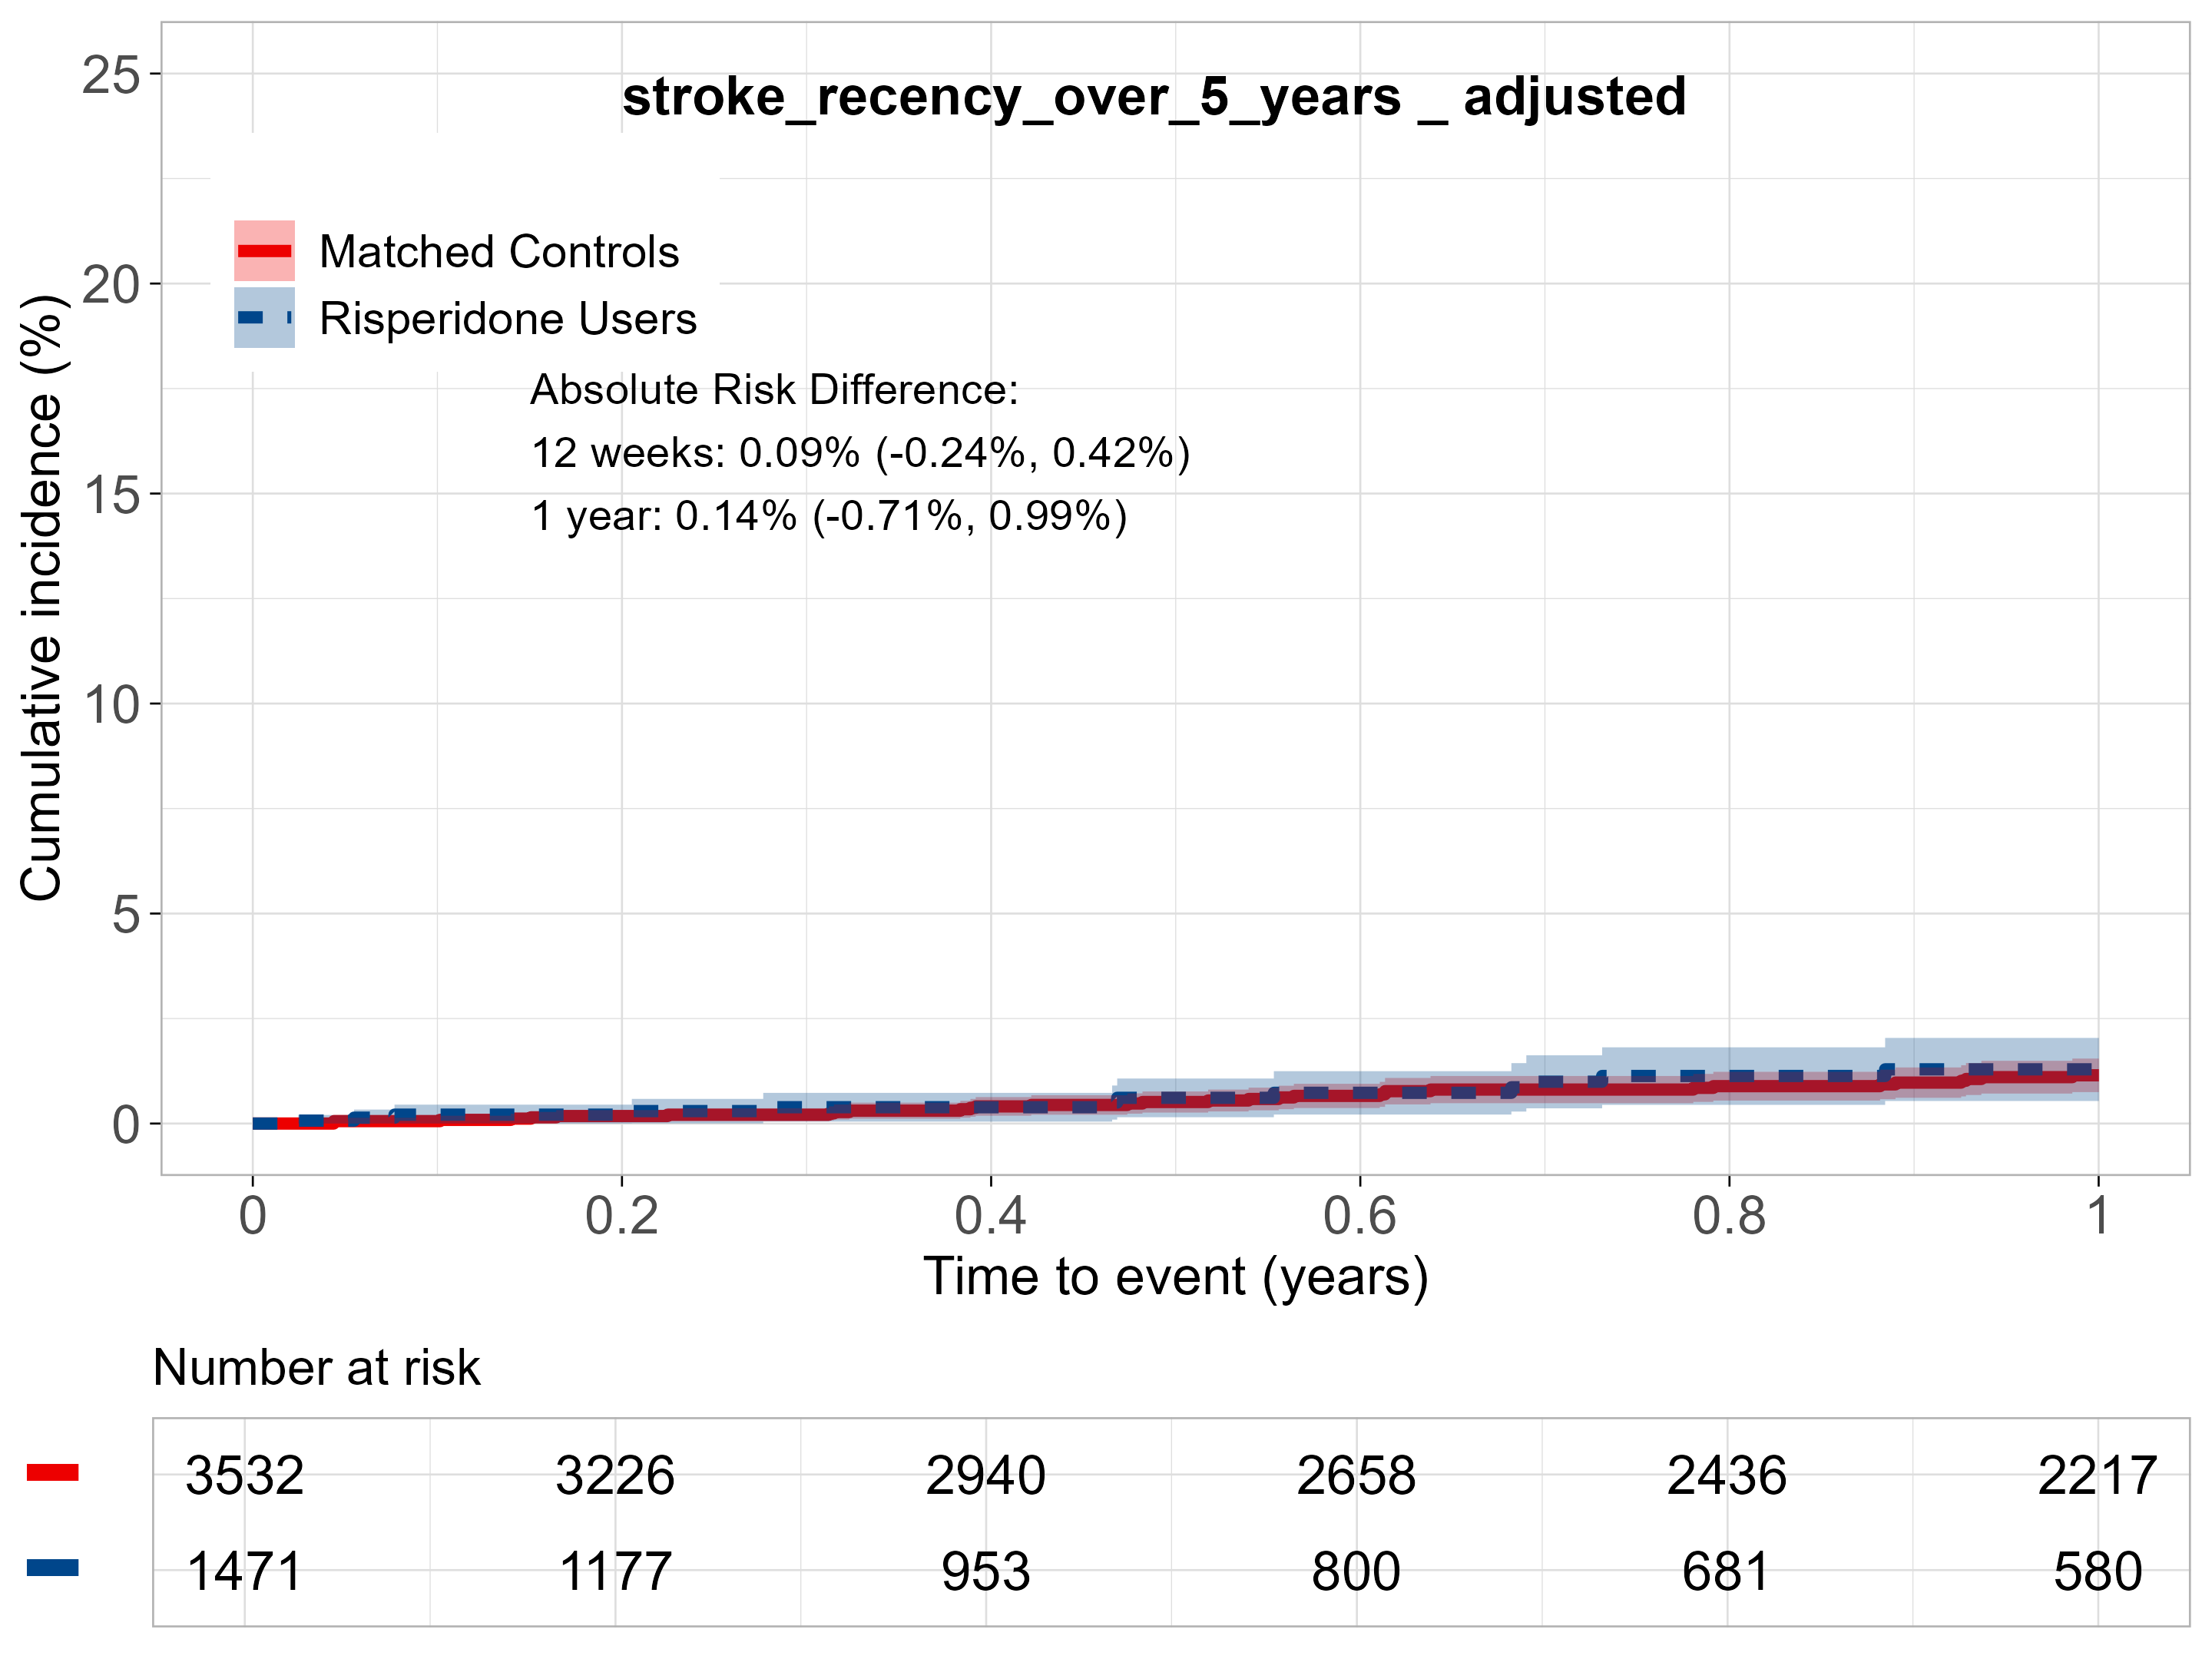 stroke_recency_over_5_years _ adjusted
Matched Controls
Risperidone Users
Absolute Risk Difference:
12 weeks: 0.09% (-0.24%, 0.42%)
1 year: 0.14% (-0.71%, 0.99%)
Cumulative incidence (%)
25
20
15
10
5
0
0 0.2 0.4 0.6 0.8 1
Time to event (years)
Number at risk
3532 3226 2940 2658 2436 2217
1471 1177 953 800 681 580